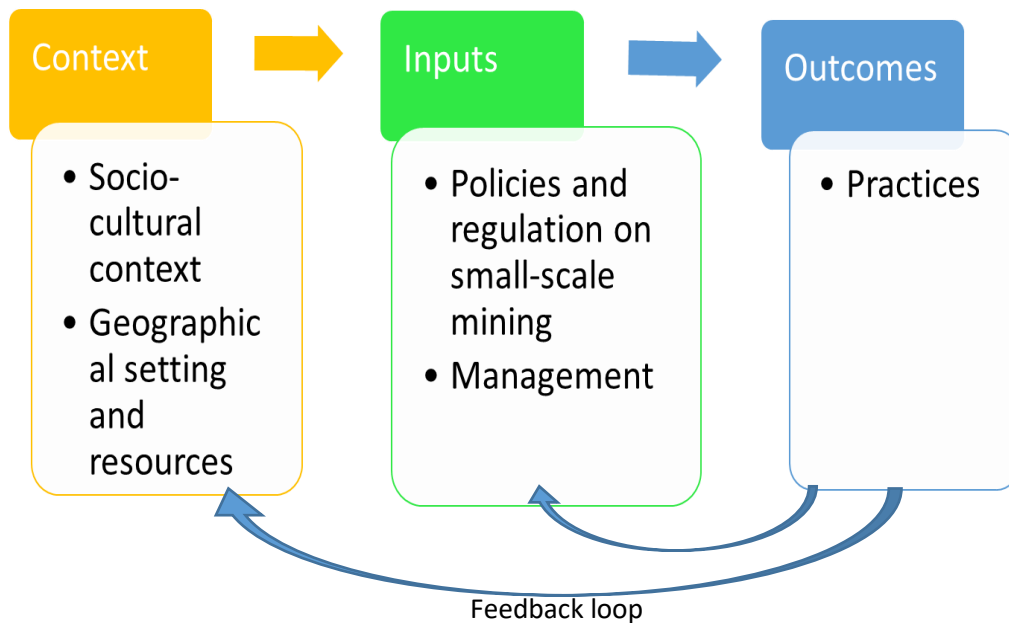 Context
• Socio-
cultural
context
• Geographic
al setting
and
resources
Inputs
• Policies and
regulation on
small-scale
mining
• Management
Outcomes
• Practices
Feedback loop